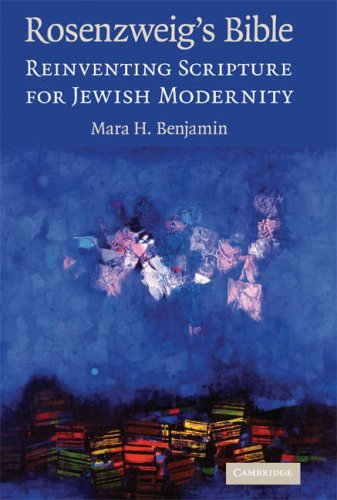 Rosenzweig's Bible
Reinventing Scripture
for Jewish Modernity
Mara H. Benjamin
Cambridge